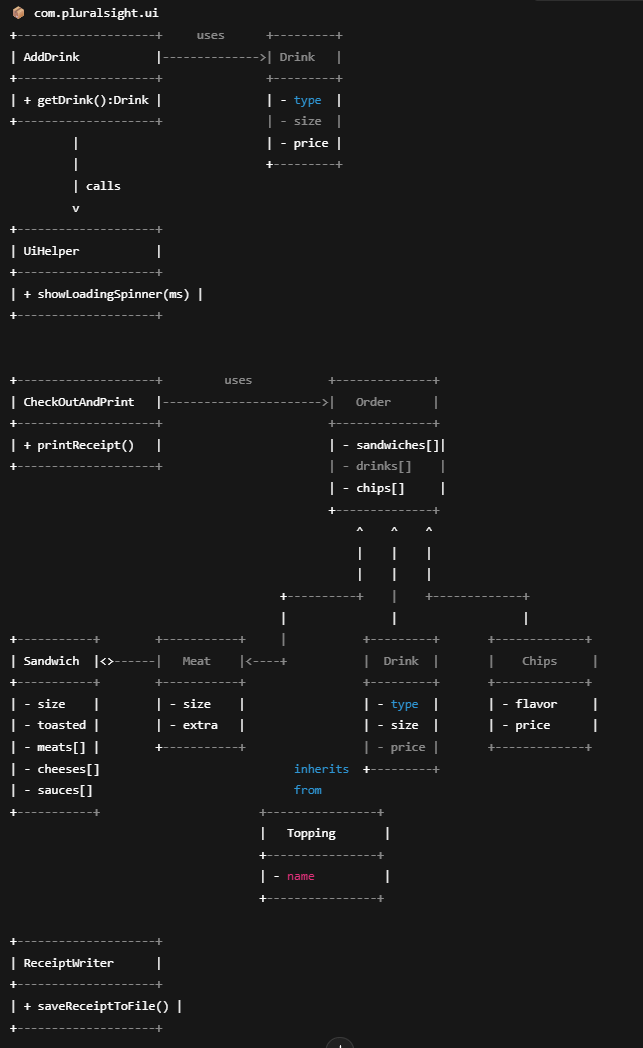 📦 com.pluralsight.ui
+--------------------+     uses      +---------+
| AddDrink           |-------------->| Drink   |
+--------------------+               +---------+
| + getDrink():Drink |               | - type  |
+--------------------+               | - size  |
         |                           | - price |
         |                           +---------+
         | calls
         v
+--------------------+
| UiHelper           |
+--------------------+
| + showLoadingSpinner(ms) |
+--------------------+
+--------------------+         uses           +--------------+
| CheckOutAndPrint   |----------------------->|   Order      |
+--------------------+                        +--------------+
| + printReceipt()   |                        | - sandwiches[]|
+--------------------+                        | - drinks[]    |
                                              | - chips[]     |
                                              +--------------+
                                                  ^    ^    ^
                                                  |    |    |
                                                  |    |    |
                                       +----------+    |    +-------------+
                                       |               |                  |
+-----------+        +-----------+     |           +---------+       +-------------+
| Sandwich  |<>------|   Meat    |<----+           |  Drink  |       |    Chips     |
+-----------+        +-----------+                 +---------+       +-------------+
| - size    |        | - size    |                 | - type  |       | - flavor     |
| - toasted |        | - extra   |                 | - size  |       | - price      |
| - meats[] |        +-----------+                 | - price |       +-------------+
| - cheeses[]                            inherits  +---------+
| - sauces[]                             from
+-----------+                       +----------------+
                                    |   Topping       |
                                    +----------------+
                                    | - name          |
                                    +----------------+
+--------------------+
| ReceiptWriter      |
+--------------------+
| + saveReceiptToFile() |
+--------------------+